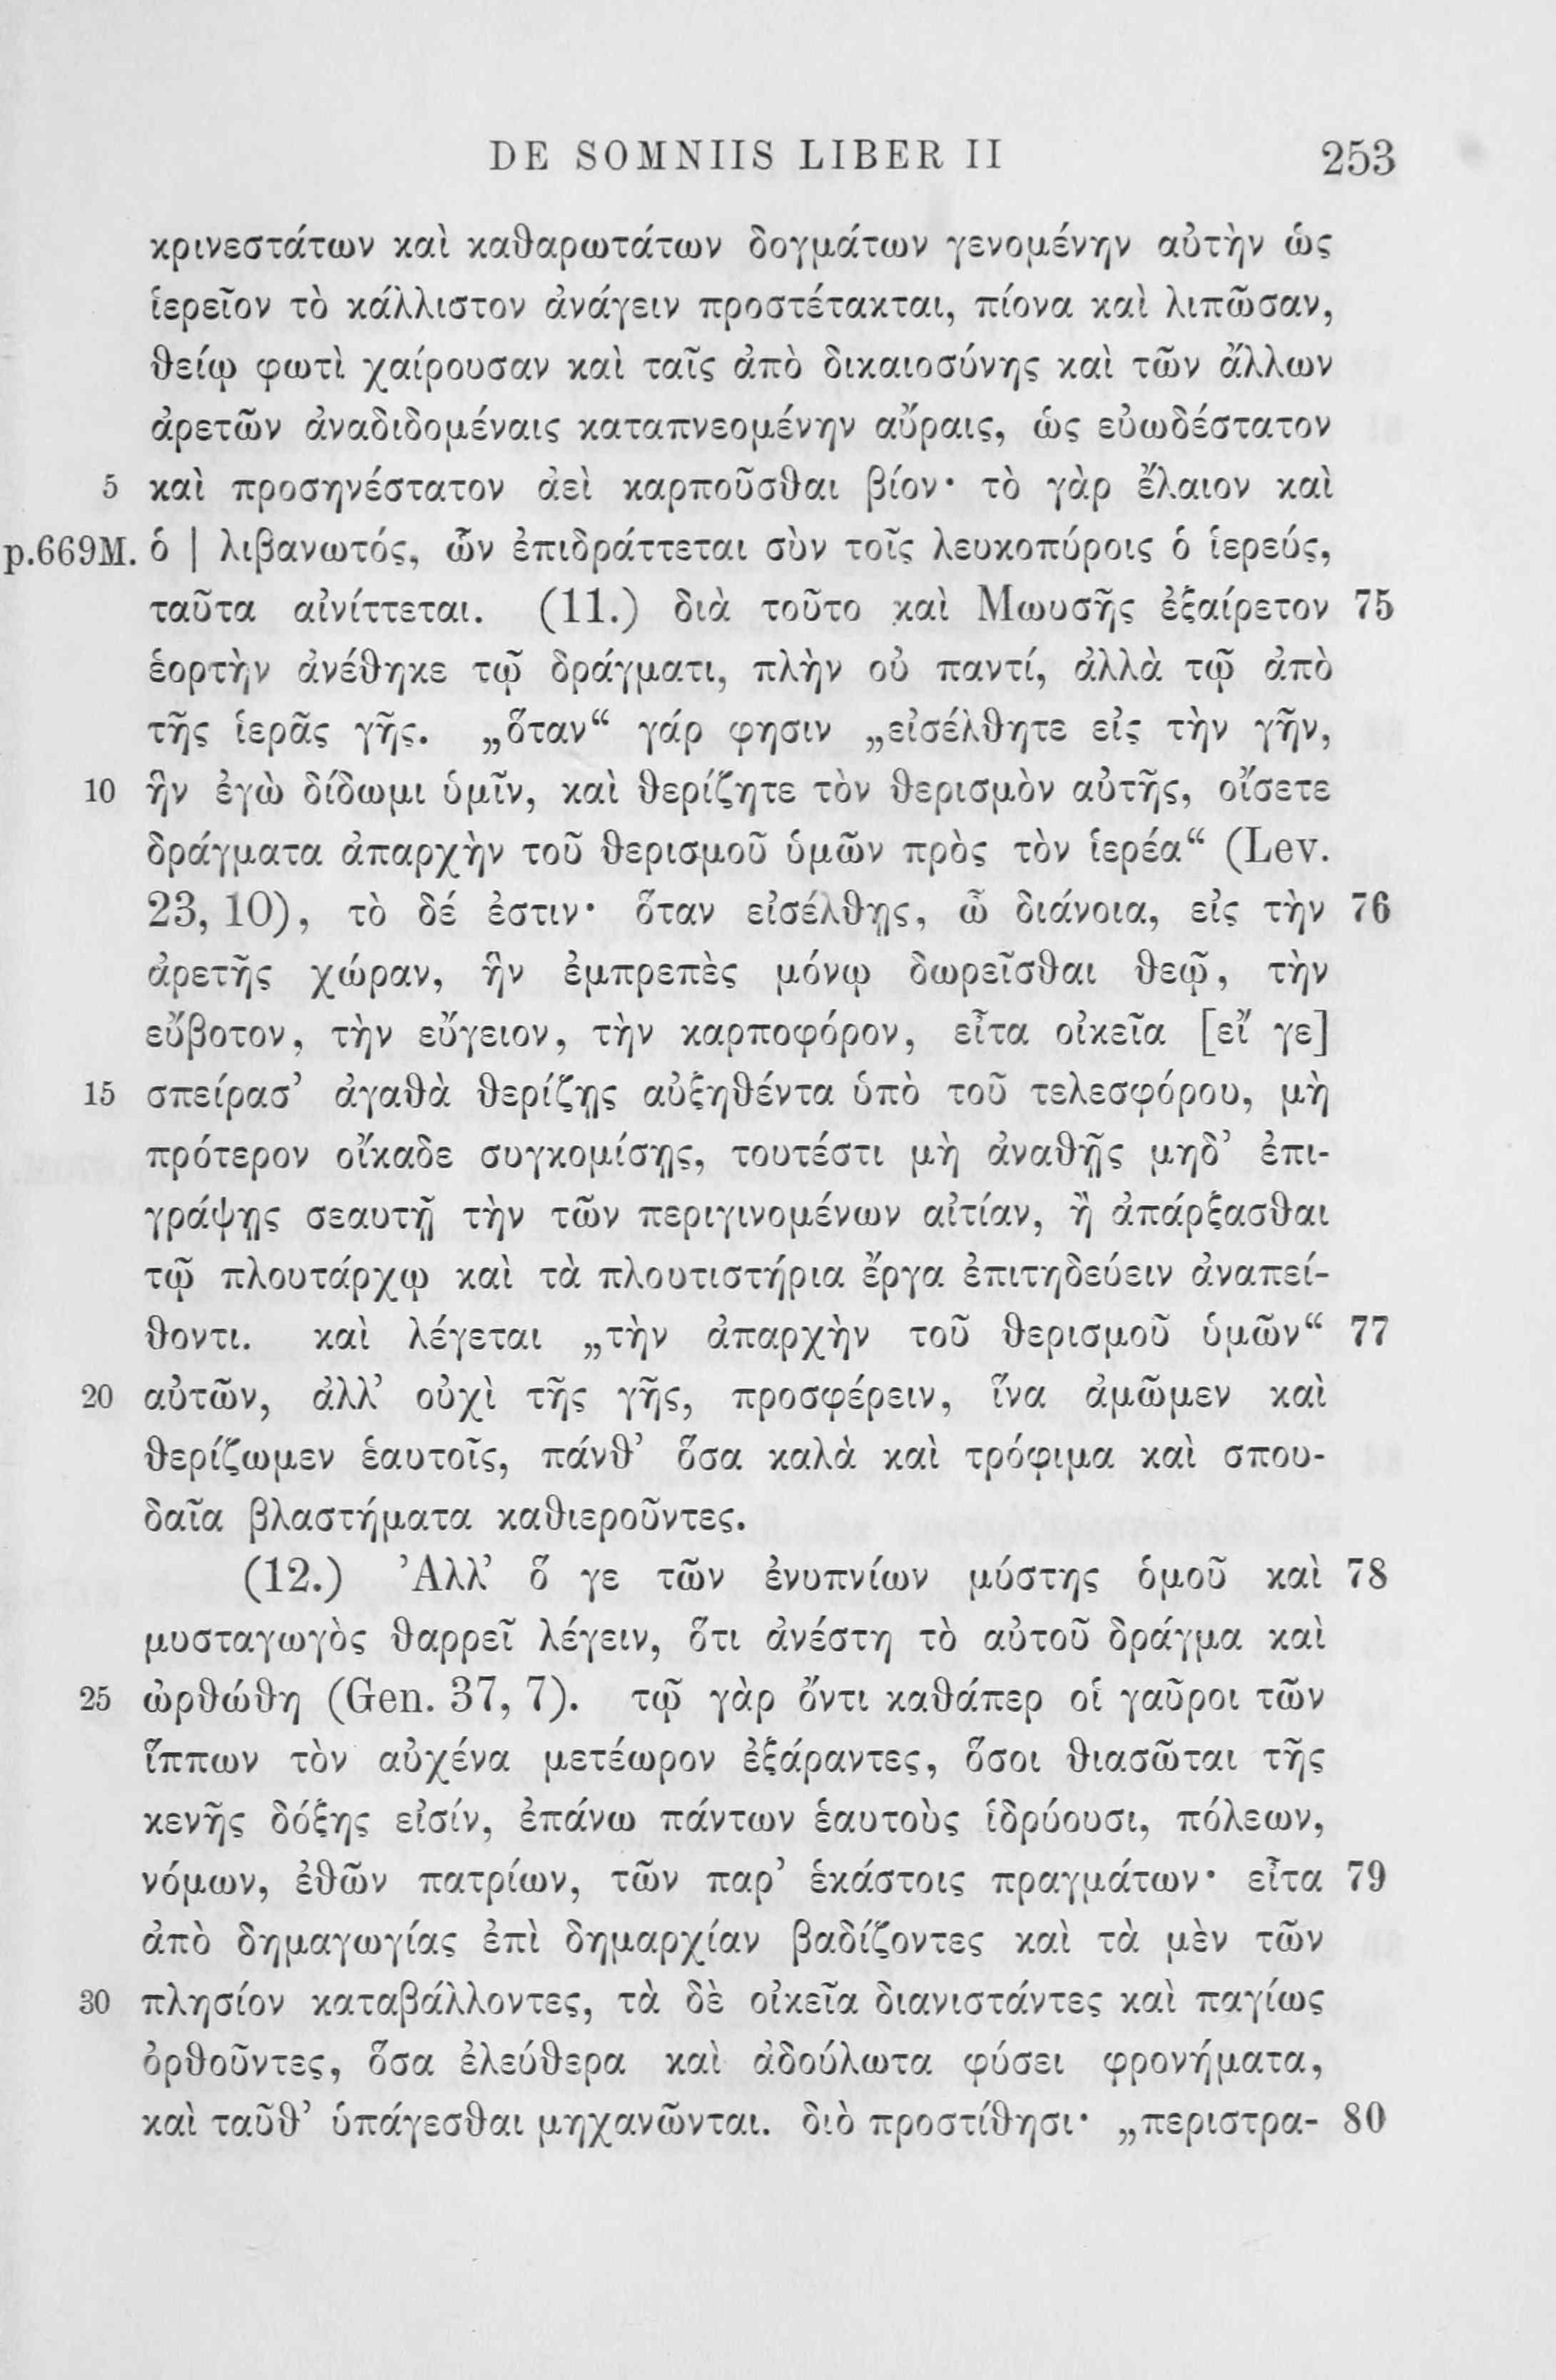 DE SOMNIIS LIBER II 253
κρινεστάτων καὶ καθαρωτάτων δογμάτων γενομένην αὐτὴν ὡς
ἱερεῖον τὸ κάλλιστον ἀνάγειν προστέτακται, πίονα καὶ λιπῶσαν,
θείῳ φωτὶ χαίρουσαν καὶ ταῖς ἀπὸ δικαιοσύνης καὶ τῶν ἄλλων
ἀρετῶν ἀναδιδομέναις καταπνεομένην αὔραις, ὡς εὐωδέστατον
5 καὶ προσηνέστατον ἀεὶ καρποῦσθαι βίον· τὸ γὰρ ἔλαιον καὶ
p.669M. ὁ | λιβανωτός, ὧν ἐπιδράττεται σὺν τοῖς λευκοπύροις ὁ ἱερεύς,
ταῦτα αἰνίττεται. (11.) διὰ τοῦτο καὶ Μωυσῆς ἐξαίρετον 75
ἑορτὴν ἀνέθηκε τῷ δράγματι, πλὴν οὐ παντί, ἀλλὰ τῷ ἀπὸ
τῆς ἱερᾶς γῆς. „ὅταν“ γάρ φησιν „εἰσέλθητε εἰς τὴν γῆν,
10 ἣν ἐγὼ δίδωμι ὑμῖν, καὶ θερίζητε τὸν θερισμὸν αὐτῆς, οἴσετε
δράγματα ἀπαρχὴν τοῦ θερισμοῦ ὑμῶν πρὸς τὸν ἱερέα“ (Lev.
23, 10), τὸ δέ ἐστιν· ὅταν εἰσέλθῃς, ὦ διάνοια, εἰς τὴν 76
ἀρετῆς χώραν, ἣν ἐμπρεπὲς μόνῳ δωρεῖσθαι θεῷ, τὴν
εὔβοτον, τὴν εὔγειον, τὴν καρποφόρον, εἶτα οἰκεῖα [εἴ γε]
15 σπείρασ’ ἀγαθὰ θερίζῃς αὐξηθέντα ὑπὸ τοῦ τελεσφόρου, μὴ
πρότερον οἴκαδε συγκομίσῃς, τουτέστι μὴ ἀναθῇς μηδ’ ἐπι-
γράψῃς σεαυτῇ τὴν τῶν περιγινομένων αἰτίαν, ἢ ἀπάρξασθαι
τῷ πλουτάρχῳ καὶ τὰ πλουτιστήρια ἔργα ἐπιτηδεύειν ἀναπεί-
θοντι. καὶ λέγεται „τὴν ἀπαρχὴν τοῦ θερισμοῦ ὑμῶν“ 77
20 αὐτῶν, ἀλλ’ οὐχὶ τῆς γῆς, προσφέρειν, ἵνα ἀμῶμεν καὶ
θερίζωμεν ἑαυτοῖς, πάνθ’ ὅσα καλὰ καὶ τρόφιμα καὶ σπου-
δαῖα βλαστήματα καθιεροῦντες.
(12.) Ἀλλ’ ὅ γε τῶν ἐνυπνίων μύστης ὁμοῦ καὶ 78
μυσταγωγὸς θαρρεῖ λέγειν, ὅτι ἀνέστη τὸ αὐτοῦ δράγμα καὶ
25 ὠρθώθη (Gen. 37, 7). τῷ γὰρ ὄντι καθάπερ οἱ γαῦροι τῶν
ἵππων τὸν αὐχένα μετέωρον ἐξάραντες, ὅσοι θιασῶται τῆς
κενῆς δόξης εἰσίν, ἐπάνω πάντων ἑαυτοὺς ἱδρύουσι, πόλεων,
νόμων, ἐθῶν πατρίων, τῶν παρ’ ἑκάστοις πραγμάτων· εἶτα 79
ἀπὸ δημαγωγίας ἐπὶ δημαρχίαν βαδίζοντες καὶ τὰ μὲν τῶν
30 πλησίον καταβάλλοντες, τὰ δὲ οἰκεῖα διανιστάντες καὶ παγίως
ὀρθοῦντες, ὅσα ἐλεύθερα καὶ ἀδούλωτα φύσει φρονήματα,
καὶ ταῦθ’ ὑπάγεσθαι μηχανῶνται. διὸ προστίθησι· „περιστρα- 80